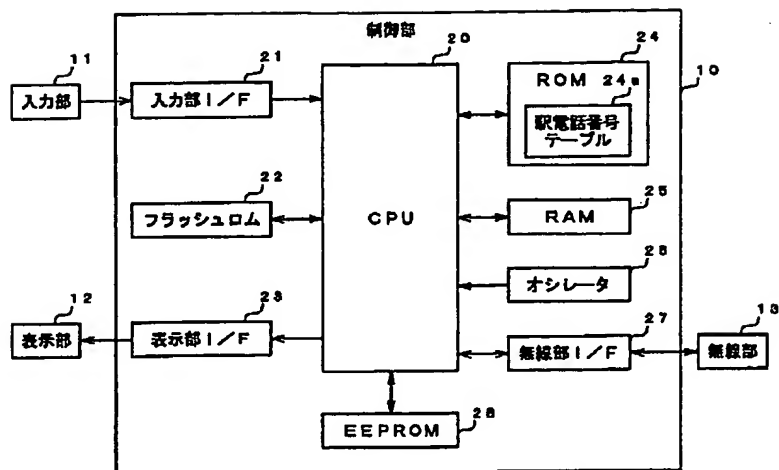 制御部
11
21
20
24
10
入力部
入力部I/F
ROM
24a
駅電話番号
テーブル
22
フラッシュロム
CPU
25
RAM
26
オシレータ
12
23
27
13
表示部
表示部I/F
無線部I/F
無線部
28
EEPROM